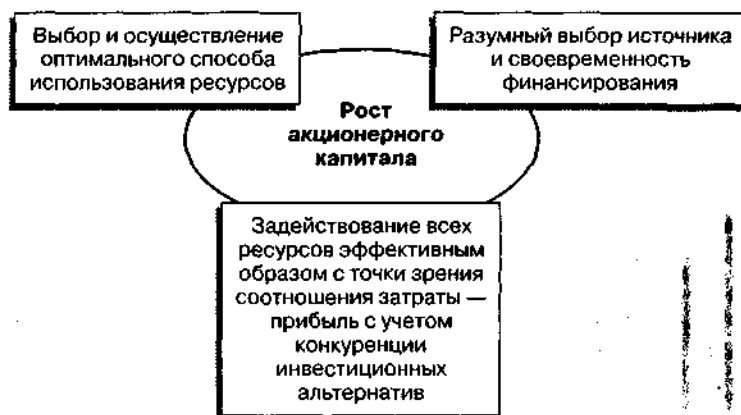 Выбор и осуществление
оптимального способа
использования ресурсов
Разумный выбор источника
и своевременность
финансирования
Рост
акционерного
капитала
Задействование всех
ресурсов эффективным
образом с точки зрения
соотношения затраты —
прибыль с учетом
конкуренции
инвестиционных
альтернатив